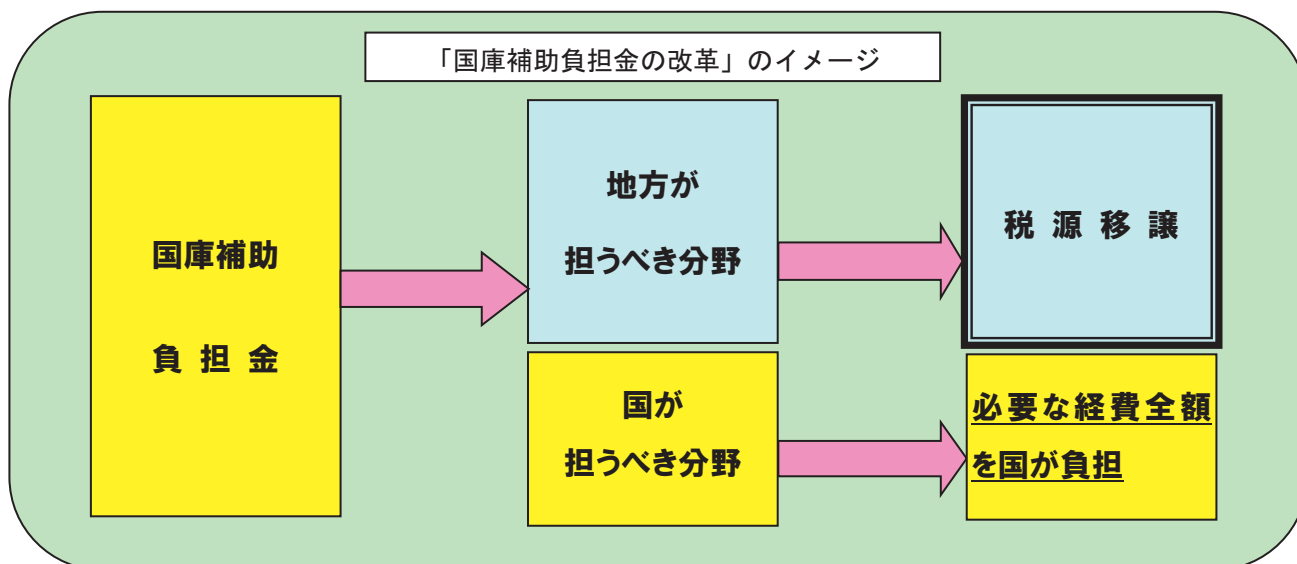 「国庫補助負担金の改革」のイメージ
国庫補助
負担金
地方が
担うべき分野
税源移譲
国が
担うべき分野
必要な経費全額
を国が負担